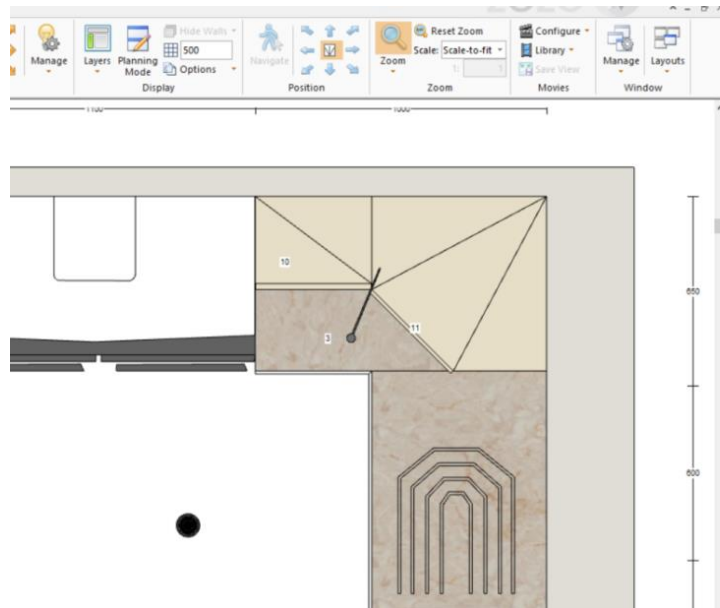 Manage
Layers
Planning
Mode
Hide Walls
500
Options
Display
Navigate
Position
Zoom
Reset Zoom
Scale: Scale-to-fit
1: 1
Zoom
Configure
Library
Save View
Movies
Manage
Layouts
Window
10
11
3
650
600